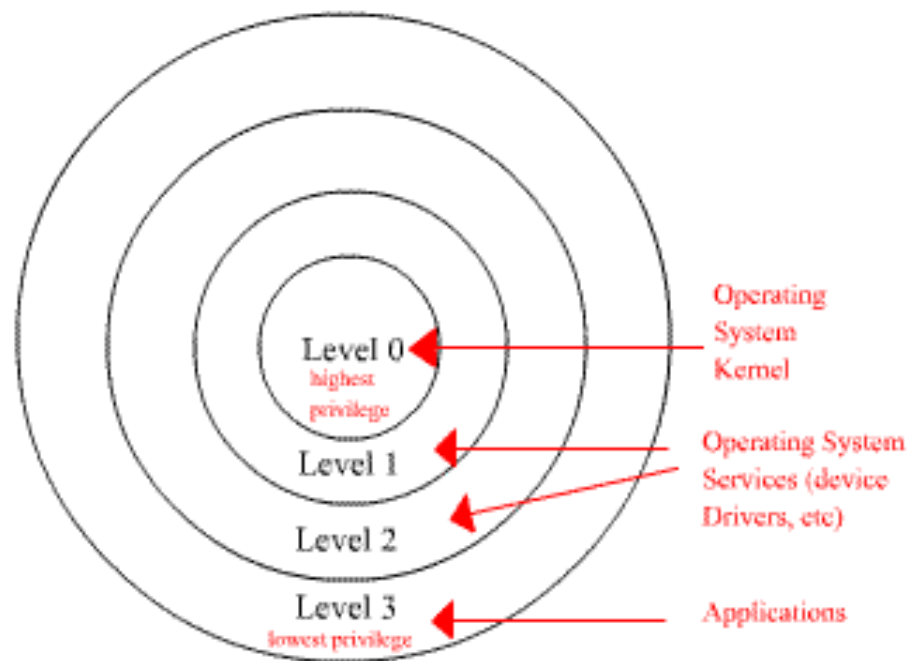 Level 0
highest
privilege
Level 1
Level 2
Level 3
lowest privilege
Operating
System
Kernel
Operating System
Services (device
Drivers, etc)
Applications